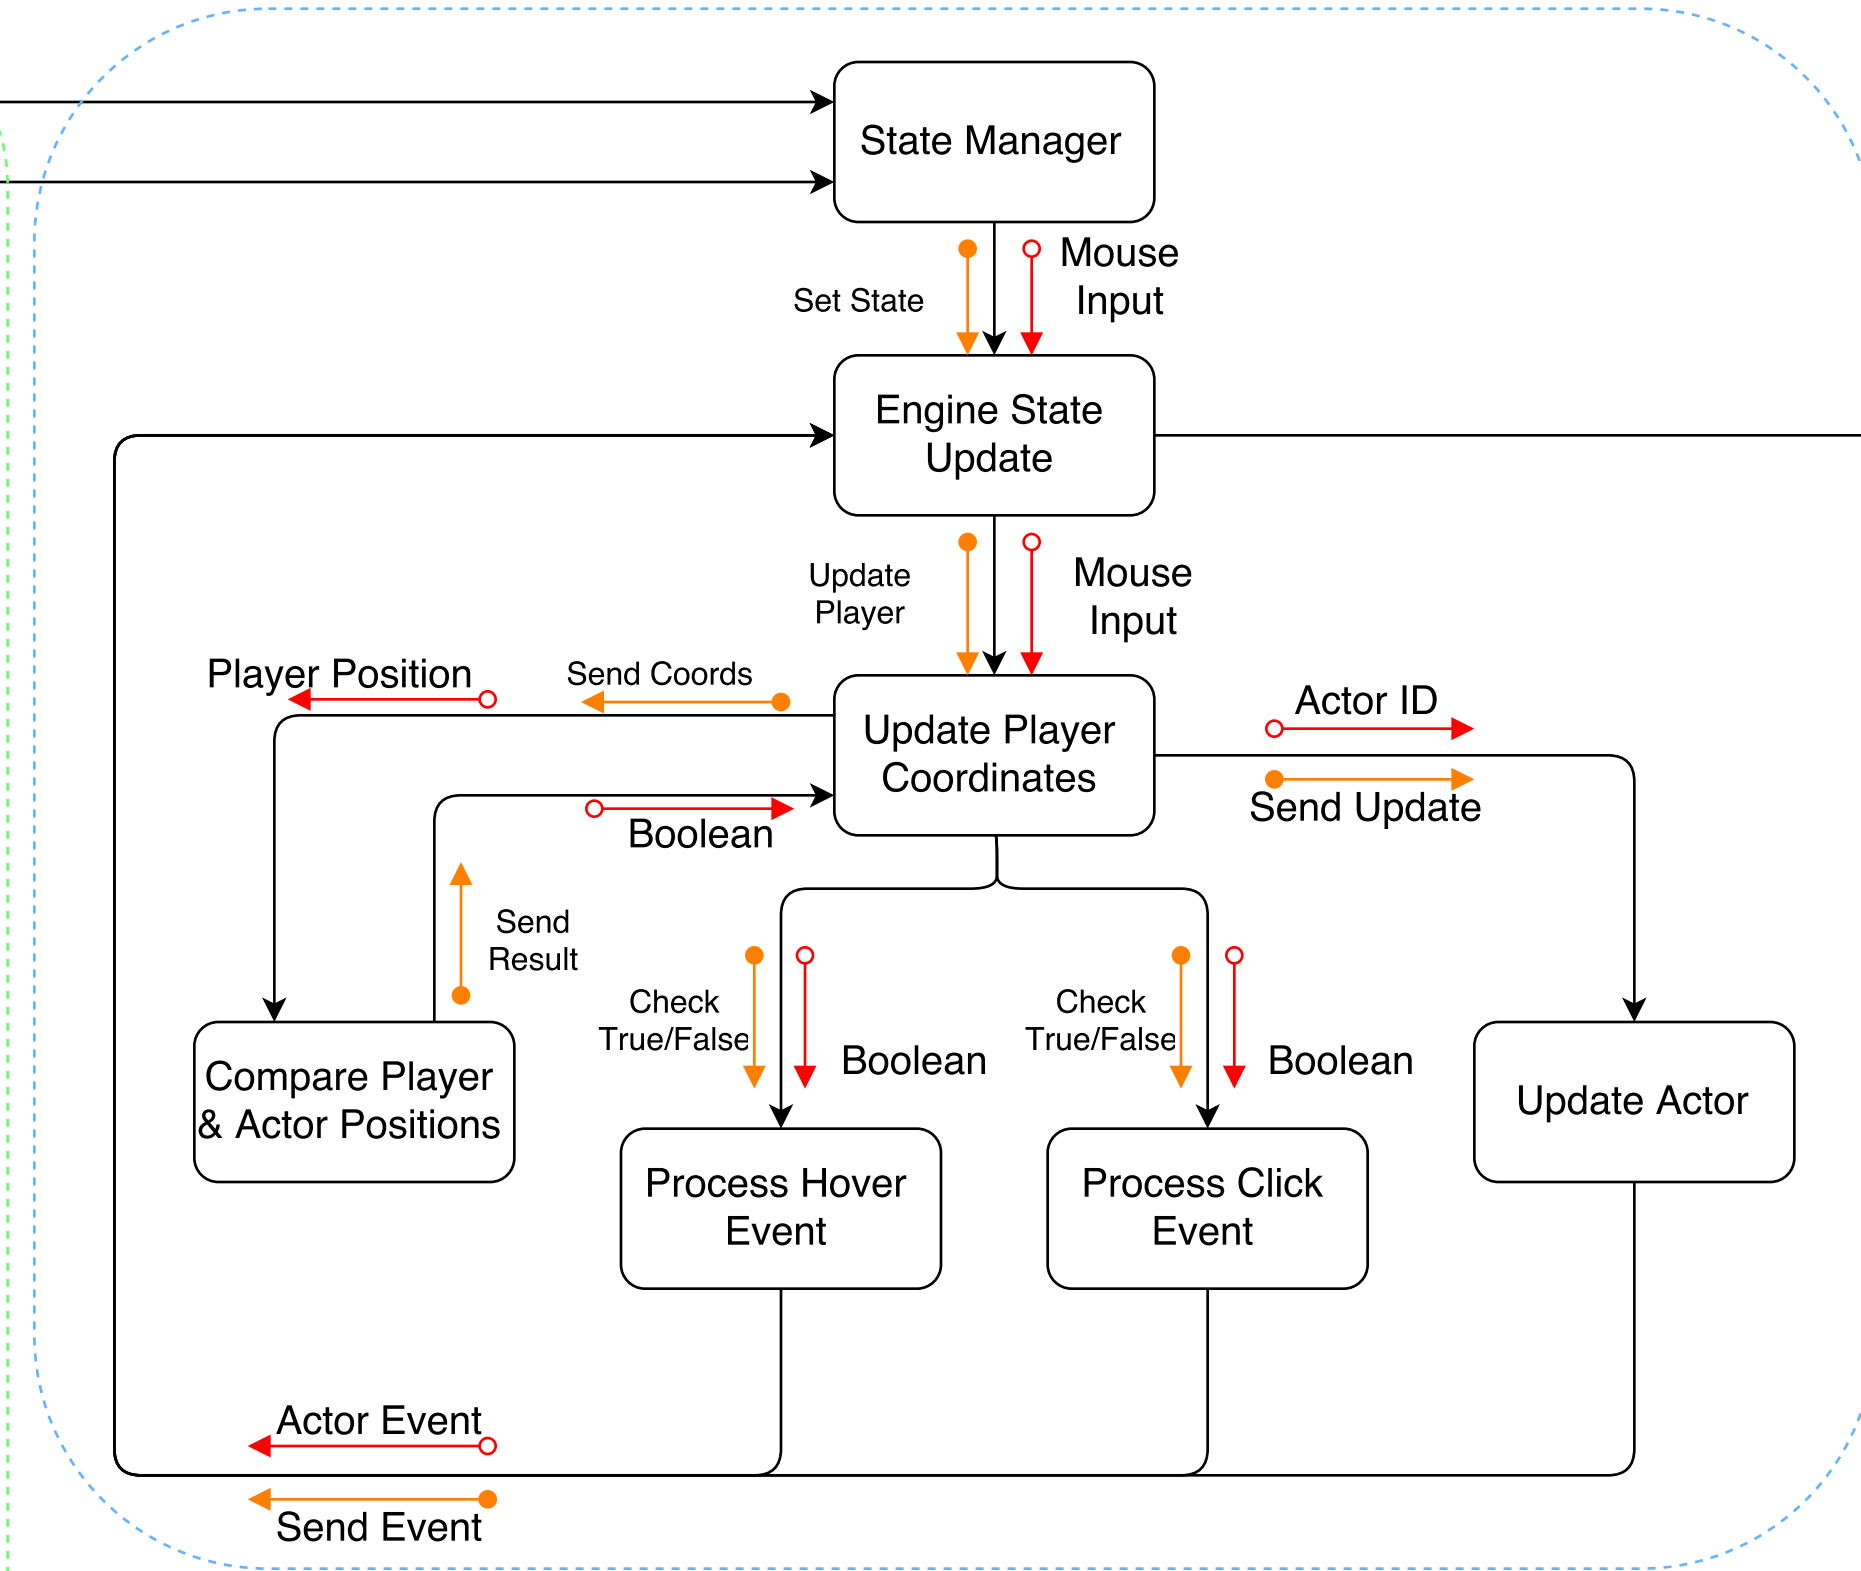 State Manager
Set State
Mouse
Input
Engine State
Update
Update
Player
Mouse
Input
Player Position
Send Coords
Update Player
Coordinates
Actor ID
Send Update
Boolean
Send
Result
Check
True/False
Boolean
Check
True/False
Boolean
Compare Player
& Actor Positions
Update Actor
Process Hover
Event
Process Click
Event
Actor Event
Send Event